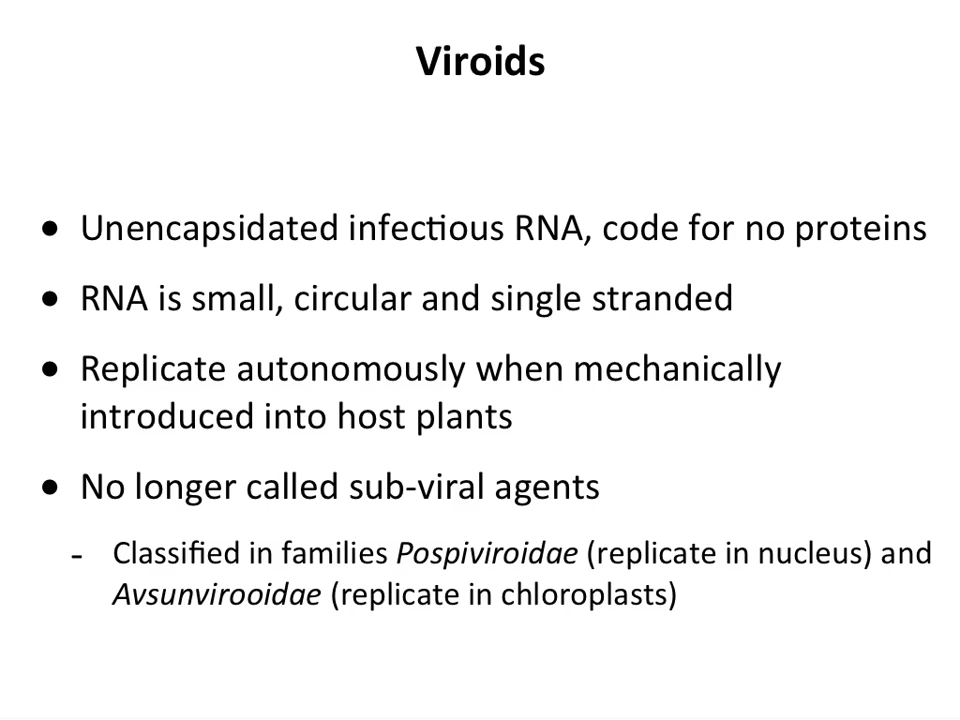 Viroids
• Unencapsidated infectious RNA, code for no proteins
• RNA is small, circular and single stranded
• Replicate autonomously when mechanically
introduced into host plants
• No longer called sub-viral agents
- Classified in families Pospiviroidae (replicate in nucleus) and
Avsunvirooidae (replicate in chloroplasts)